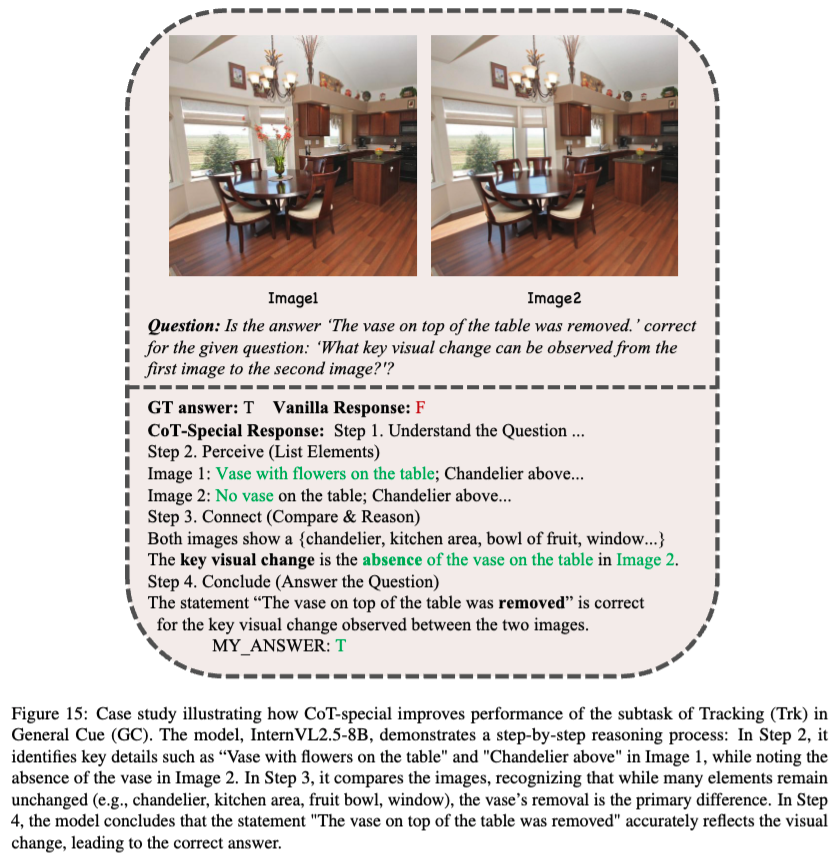 Image1
Image2
Question: Is the answer ‘The vase on top of the table was removed.’ correct
for the given question: ‘What key visual change can be observed from the
first image to the second image?'?
GT answer: T Vanilla Response: F
CoT-Special Response: Step 1. Understand the Question ...
Step 2. Perceive (List Elements)
Image 1: Vase with flowers on the table; Chandelier above...
Image 2: No vase on the table; Chandelier above...
Step 3. Connect (Compare & Reason)
Both images show a {chandelier, kitchen area, bowl of fruit, window...}
The key visual change is the absence of the vase on the table in Image 2.
Step 4. Conclude (Answer the Question)
The statement “The vase on top of the table was removed” is correct
for the key visual change observed between the two images.
MY_ANSWER: T
Figure 15: Case study illustrating how CoT-special improves performance of the subtask of Tracking (Trk) in
General Cue (GC). The model, InternVL2.5-8B, demonstrates a step-by-step reasoning process: In Step 2, it
identifies key details such as “Vase with flowers on the table" and "Chandelier above" in Image 1, while noting the
absence of the vase in Image 2. In Step 3, it compares the images, recognizing that while many elements remain
unchanged (e.g., chandelier, kitchen area, fruit bowl, window), the vase’s removal is the primary difference. In Step
4, the model concludes that the statement "The vase on top of the table was removed" accurately reflects the visual
change, leading to the correct answer.